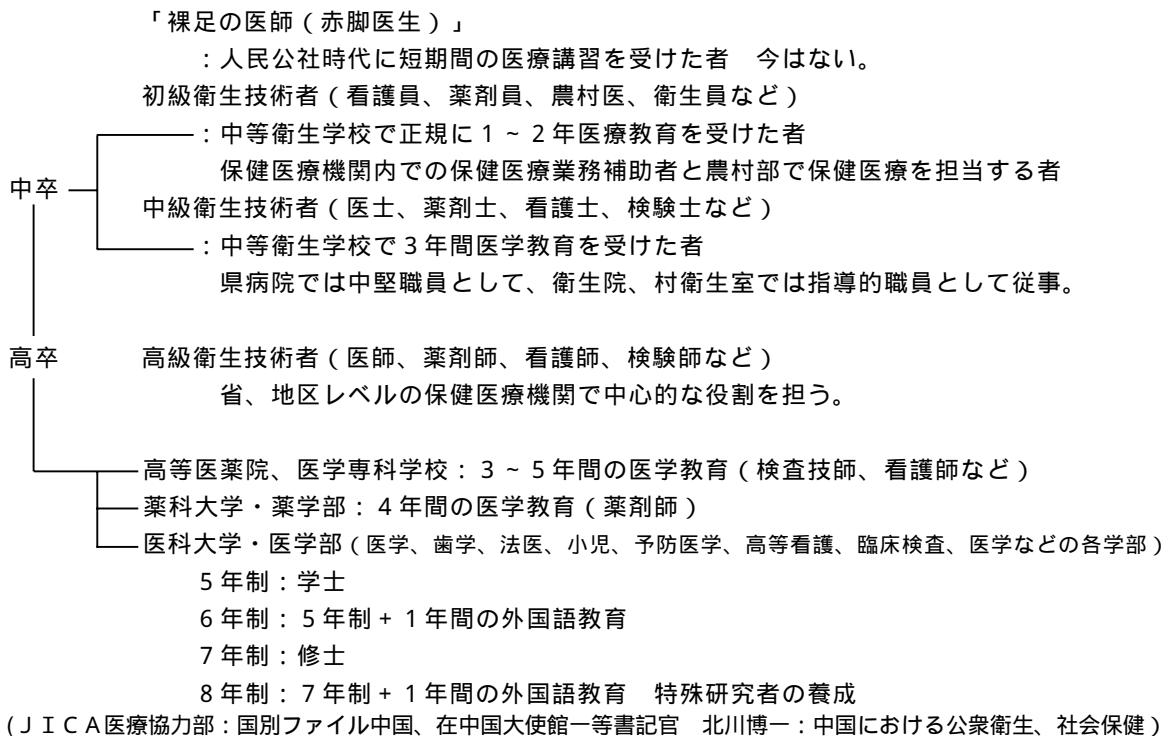 「裸足の医師（赤脚医生）」
：人民公社時代に短期間の医療講習を受けた者　今はない。
初級衛生技術者（看護員、薬剤員、農村医、衛生員など）
：中等衛生学校で正規に１～２年医療教育を受けた者
保健医療機関内での保健医療業務補助者と農村部で保健医療を担当する者
中卒
中級衛生技術者（医士、薬剤士、看護士、検験士など）
：中等衛生学校で３年間医学教育を受けた者
県病院では中堅職員として、衛生院、村衛生室では指導的職員として従事。
高卒　高級衛生技術者（医師、薬剤師、看護師、検験師など）
省、地区レベルの保健医療機関で中心的な役割を担う。
高等医薬院、医学専科学校：３～５年間の医学教育（検査技師、看護師など）
薬科大学・薬学部：４年間の医学教育（薬剤師）
医科大学・医学部（医学、歯学、法医、小児、予防医学、高等看護、臨床検査、医学などの各学部）
５年制：学士
６年制：５年制＋１年間の外国語教育
７年制：修士
８年制：７年制＋１年間の外国語教育　特殊研究者の養成
(ＪＩＣＡ医療協力部：国別ファイル中国、在中国大使館一等書記官　北川博一：中国における公衆衛生、社会保健）